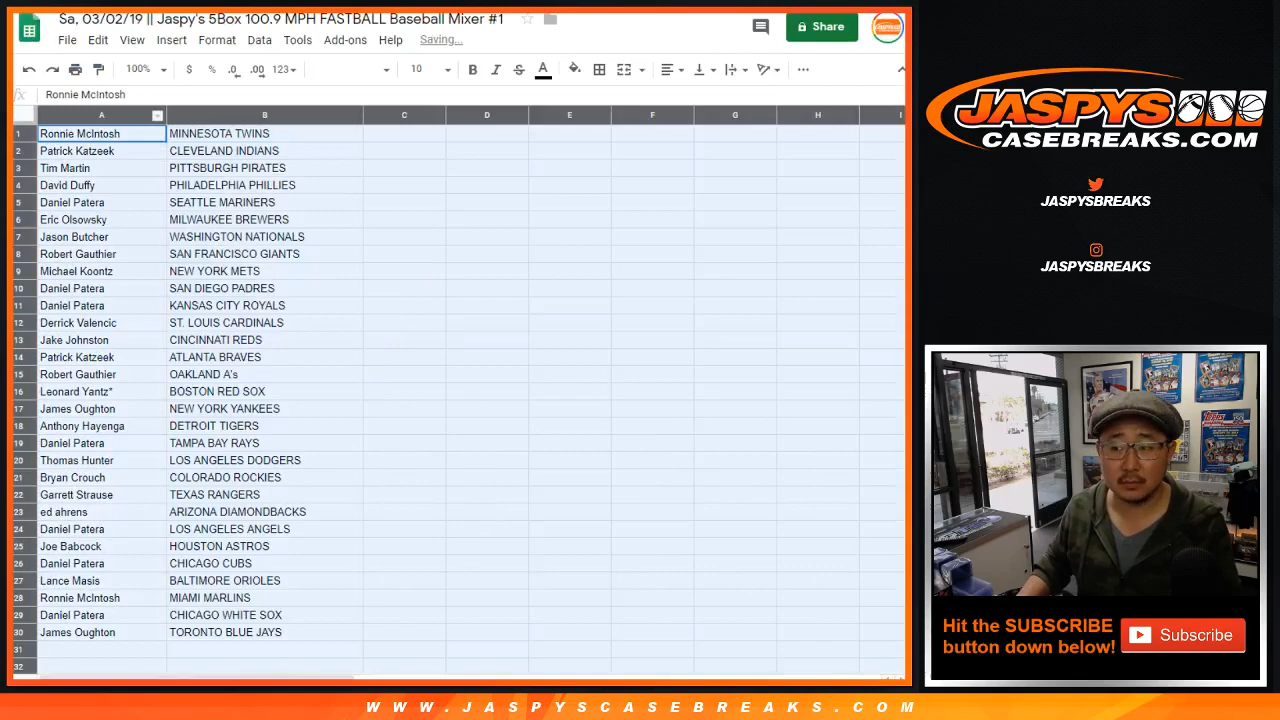 Sa, 03/02/19 || Jaspy's 5Box 100.9 MPH FASTBALL Baseball Mixer #1
File Edit View Insert Format Data Tools Add-ons Help Saving...
Share
100% $ % .0 .00 123 10 B I S A
fx Ronnie McIntosh
A B C D E F G H I
1 Ronnie McIntosh MINNESOTA TWINS
2 Patrick Katzeek CLEVELAND INDIANS
3 Tim Martin PITTSBURGH PIRATES
4 David Duffy PHILADELPHIA PHILLIES
5 Daniel Patera SEATTLE MARINERS
6 Eric Olsowsky MILWAUKEE BREWERS
7 Jason Butcher WASHINGTON NATIONALS
8 Robert Gauthier SAN FRANCISCO GIANTS
9 Michael Koontz NEW YORK METS
10 Daniel Patera SAN DIEGO PADRES
11 Daniel Patera KANSAS CITY ROYALS
12 Derrick Valencic ST. LOUIS CARDINALS
13 Jake Johnston CINCINNATI REDS
14 Patrick Katzeek ATLANTA BRAVES
15 Robert Gauthier OAKLAND A's
16 Leonard Yantz* BOSTON RED SOX
17 James Oughton NEW YORK YANKEES
18 Anthony Hayenga DETROIT TIGERS
19 Daniel Patera TAMPA BAY RAYS
20 Thomas Hunter LOS ANGELES DODGERS
21 Bryan Crouch COLORADO ROCKIES
22 Garrett Strause TEXAS RANGERS
23 ed ahrens ARIZONA DIAMONDBACKS
24 Daniel Patera LOS ANGELES ANGELS
25 Joe Babcock HOUSTON ASTROS
26 Daniel Patera CHICAGO CUBS
27 Lance Masis BALTIMORE ORIOLES
28 Ronnie McIntosh MIAMI MARLINS
29 Daniel Patera CHICAGO WHITE SOX
30 James Oughton TORONTO BLUE JAYS
31
32
JASPYS
CASEBREAKS.COM
JASPYSBREAKS
JASPYSBREAKS
Hit the SUBSCRIBE
button down below!
Subscribe
WWW.JASPYSCASEBREAKS.COM